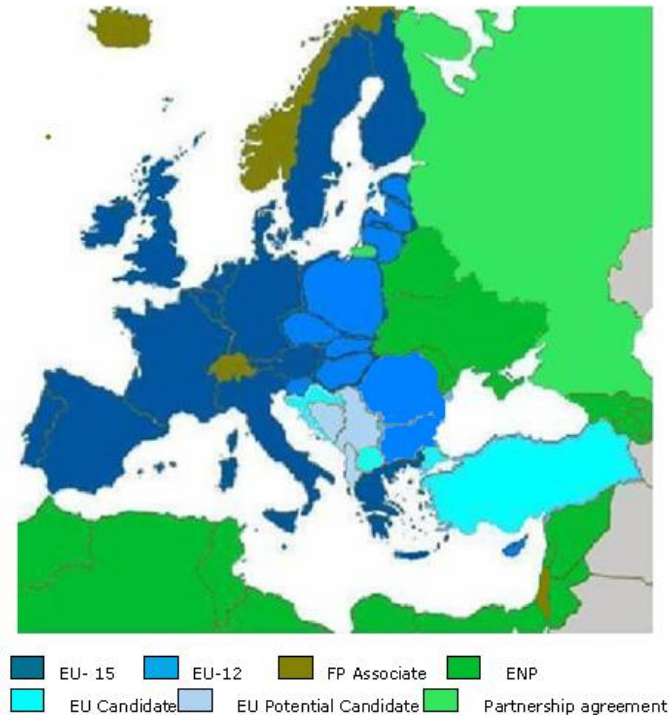 EU- 15 EU-12 FP Associate ENP
EU Candidate EU Potential Candidate Partnership agreement